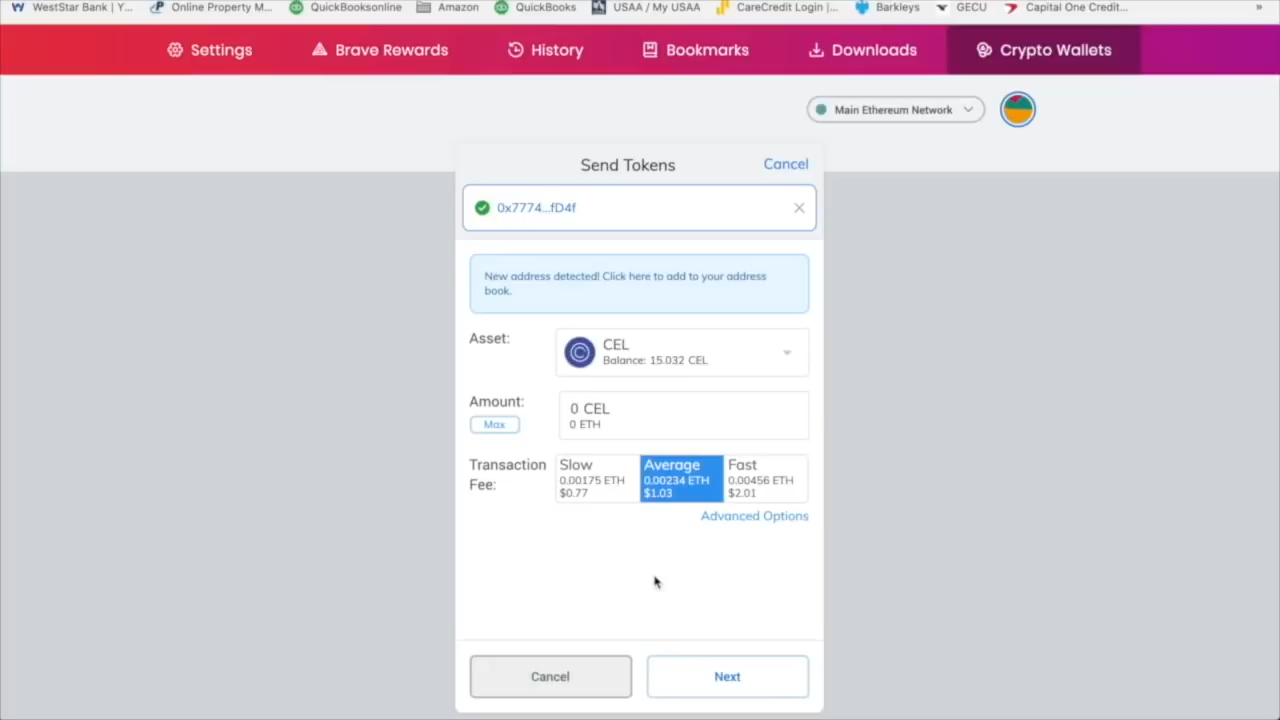 WestStar Bank | Y... Online Property M... QuickBooksonline Amazon QuickBooks USAA / My USAA CareCredit Login |... Barkleys GECU Capital One Credit... »
Settings Brave Rewards History Bookmarks Downloads Crypto Wallets
Main Ethereum Network
Send Tokens Cancel
0x7774...fD4f
New address detected! Click here to add to your address
book.
Asset:
CEL
Balance: 15.032 CEL
Amount:
Max
0 CEL
0 ETH
Transaction
Fee:
Slow
0.00175 ETH
$0.77
Average
0.00234 ETH
$1.03
Fast
0.00456 ETH
$2.01
Advanced Options
Cancel Next